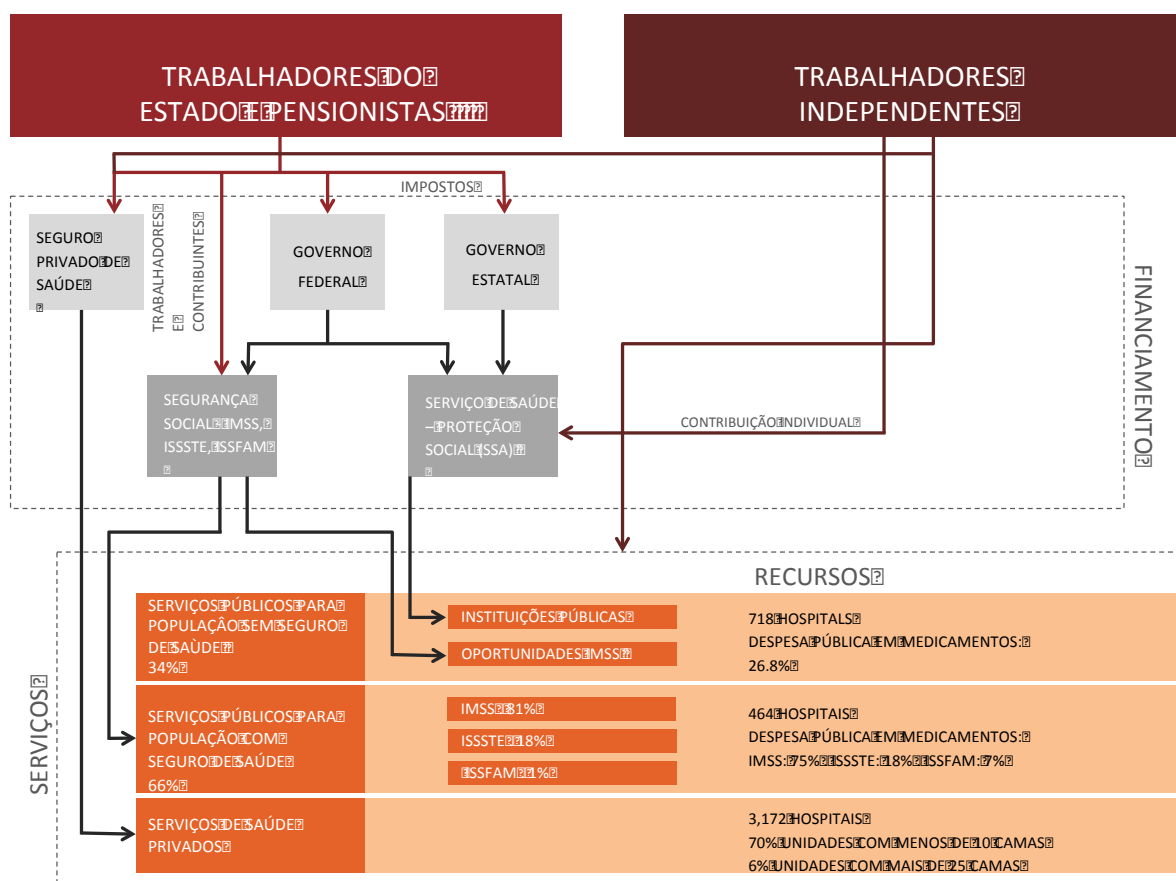 TRABALHADORES DO
ESTADO E PENSIONISTAS
TRABALHADORES
INDEPENDENTES
IMPOSTOS
SEGURO
PRIVADO DE
SAÚDE
TRABALHADORES
E
CONTRIBUINTES
GOVERNO
FEDERAL
GOVERNO
ESTATAL
FINANCIAMENTO
SEGURANÇA
SOCIAL - IMSS,
ISSSTE, ISSFAM
SERVIÇO DE SAÚDE
– PROTEÇÃO
SOCIAL (SSA)
CONTRIBUIÇÃO INDIVIDUAL
RECURSOS
SERVIÇOS
SERVIÇOS PÚBLICOS PARA
POPULAÇÂO SEM SEGURO
DE SAÙDE
34%
INSTITUIÇÕES PÚBLICAS
OPORTUNIDADES IMSS
718 HOSPITALS
DESPESA PÚBLICA EM MEDICAMENTOS:
26.8%
SERVIÇOS PÚBLICOS PARA
POPULAÇÃO COM
SEGURO DE SAÚDE
66%
IMSS 81%
ISSSTE 18%
ISSFAM 1%
464 HOSPITAIS
DESPESA PÚBLICA EM MEDICAMENTOS:
IMSS: 75% ISSSTE: 18% ISSFAM: 7%
SERVIÇOS DE SAÚDE
PRIVADOS
3,172 HOSPITAIS
70% UNIDADES COM MENOS DE 10 CAMAS
6% UNIDADES COM MAIS DE 25 CAMAS